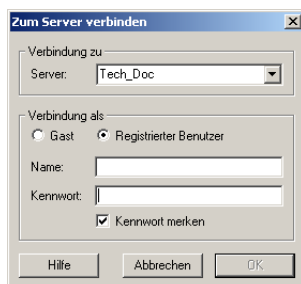 Zum Server verbinden
Verbindung zu
Server: Tech_Doc
Verbindung als
Gast Registrierter Benutzer
Name:
Kennwort:
Kennwort merken
Hilfe Abbrechen OK